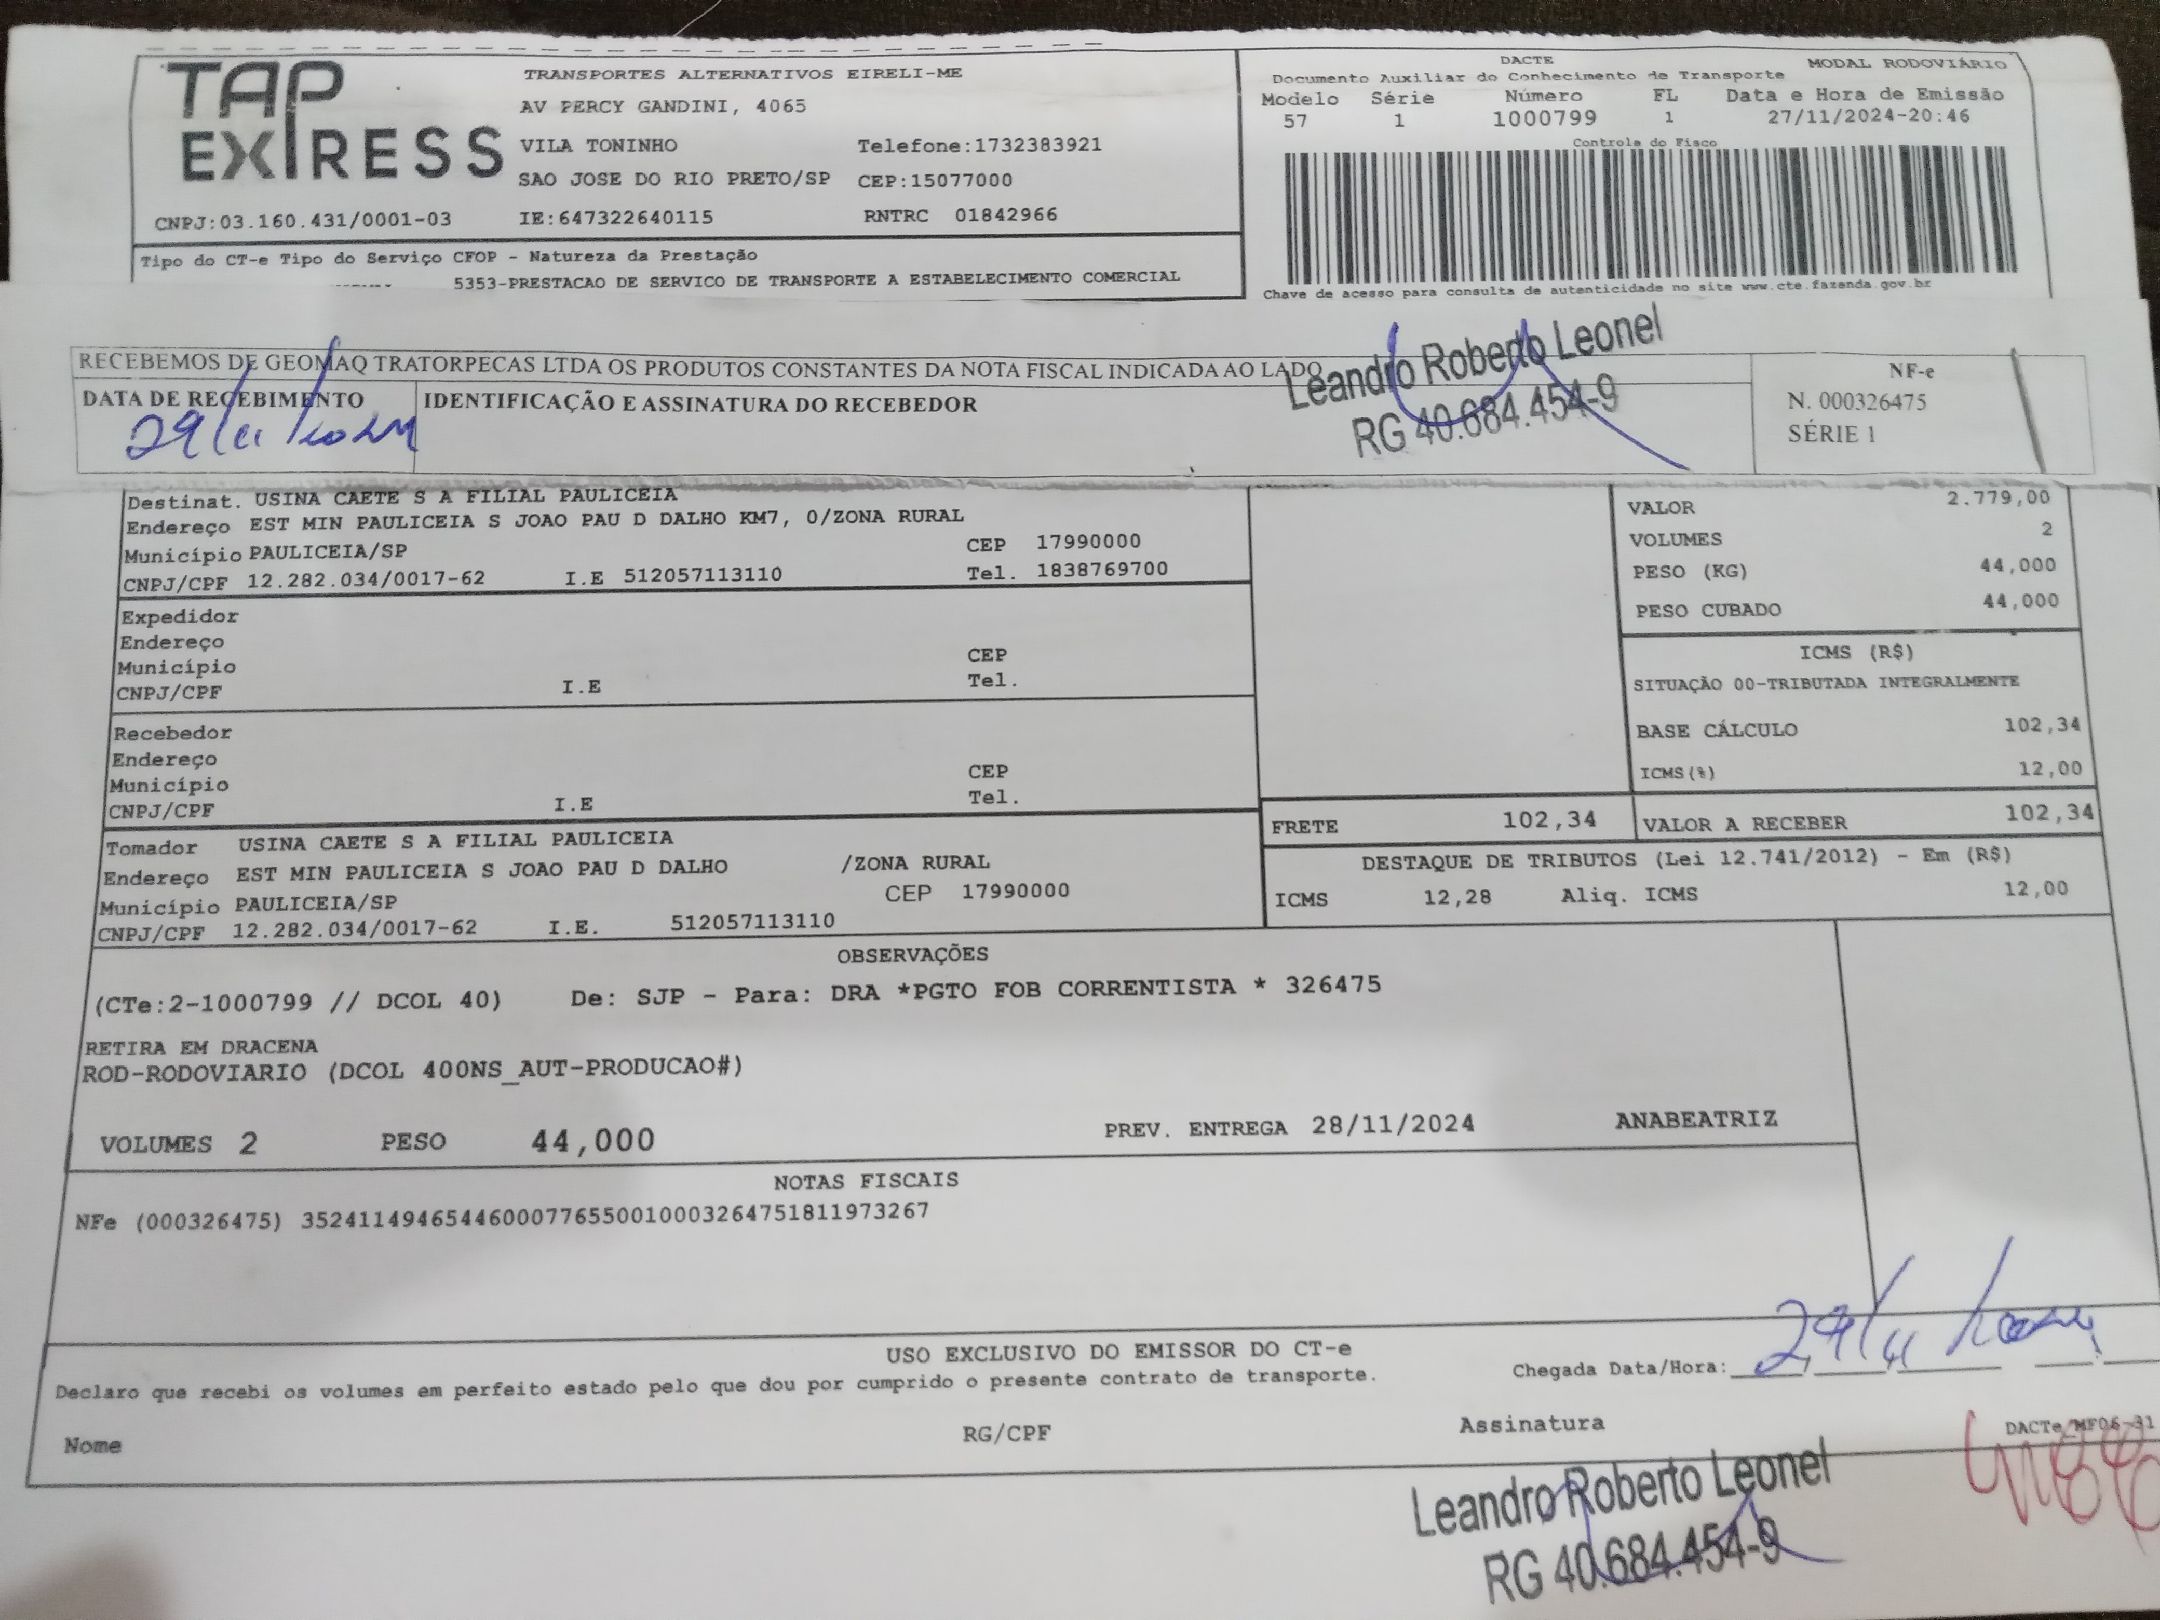 TAP EXPRESS
TRANSPORTES ALTERNATIVOS EIRELI-ME
AV PERCY GANDINI, 4065
VILA TONINHO Telefone:1732383921
SAO JOSE DO RIO PRETO/SP CEP:15077000
CNPJ:03.160.431/0001-03 IE:647322640115 RNTRC 01842966
DACTE MODAL RODOVIÁRIO
Documento Auxiliar do Conhecimento de Transporte
Modelo Série Número FL Data e Hora de Emissão
57 1 1000799 1 27/11/2024-20:46
Controle do Fisco
Chave de acesso para consulta de autenticidade no site www.cte.fazenda.gov.br
Tipo do CT-e Tipo do Serviço CFOP - Natureza da Prestação
5353-PRESTACAO DE SERVICO DE TRANSPORTE A ESTABELECIMENTO COMERCIAL
RECEBEMOS DE GEOMAQ TRATORPECAS LTDA OS PRODUTOS CONSTANTES DA NOTA FISCAL INDICADA AO LADO
DATA DE RECEBIMENTO IDENTIFICAÇÃO E ASSINATURA DO RECEBEDOR
29/11/2024
Leandro Roberto Leonel
RG 40.684.454-9
NF-e
N. 000326475
SÉRIE 1
Destinat. USINA CAETE S A FILIAL PAULICEIA
Endereço EST MIN PAULICEIA S JOAO PAU D DALHO KM7, 0/ZONA RURAL
Município PAULICEIA/SP CEP 17990000
CNPJ/CPF 12.282.034/0017-62 I.E 512057113110 Tel. 1838769700
Expedidor
Endereço
Município CEP
CNPJ/CPF I.E Tel.
Recebedor
Endereço
Município CEP
CNPJ/CPF I.E Tel.
Tomador USINA CAETE S A FILIAL PAULICEIA
Endereço EST MIN PAULICEIA S JOAO PAU D DALHO /ZONA RURAL
Município PAULICEIA/SP CEP 17990000
CNPJ/CPF 12.282.034/0017-62 I.E. 512057113110
VALOR 2.779,00
VOLUMES 2
PESO (KG) 44,000
PESO CUBADO 44,000
ICMS (R$)
SITUAÇÃO 00-TRIBUTADA INTEGRALMENTE
BASE CÁLCULO 102,34
ICMS(%) 12,00
FRETE 102,34 VALOR A RECEBER 102,34
DESTAQUE DE TRIBUTOS (Lei 12.741/2012) - Em (R$)
ICMS 12,28 Aliq. ICMS 12,00
OBSERVAÇÕES
(CTe:2-1000799 // DCOL 40) De: SJP - Para: DRA *PGTO FOB CORRENTISTA * 326475
RETIRA EM DRACENA
ROD-RODOVIARIO (DCOL 400NS_AUT-PRODUCAO#)
VOLUMES 2 PESO 44,000 PREV. ENTREGA 28/11/2024 ANABEATRIZ
NOTAS FISCAIS
NFe (000326475) 35241149465446000776550010003264751811973267
USO EXCLUSIVO DO EMISSOR DO CT-e
Declaro que recebi os volumes em perfeito estado pelo que dou por cumprido o presente contrato de transporte.
Chegada Data/Hora: 29/11/2024
Nome RG/CPF Assinatura
DACTe_MF06-31
Leandro Roberto Leonel
RG 40.684.454-9